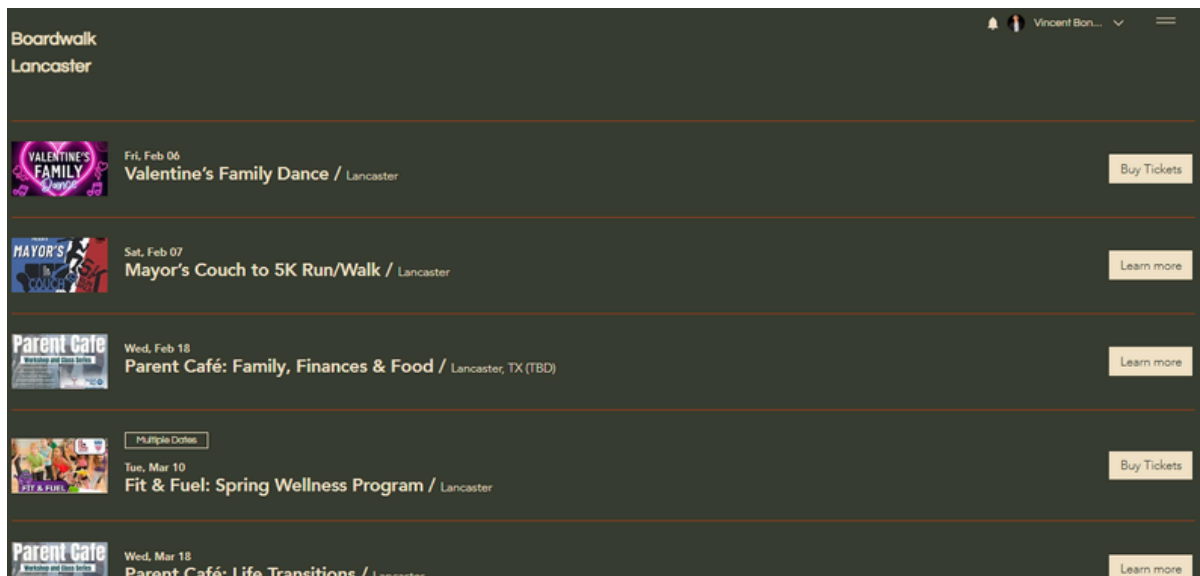 Boardwalk
Lancaster
Vincent Bon...
VALENTINE'S
FAMILY
Dance
Fri, Feb 06
Valentine's Family Dance / Lancaster
Buy Tickets
MAYOR'S
COUCH
Sat, Feb 07
Mayor's Couch to 5K Run/Walk / Lancaster
Learn more
Parent Cafe
Workshop and Class Series
Wed, Feb 18
Parent Café: Family, Finances & Food / Lancaster, TX (TBD)
Learn more
FIT & FUEL
Multiple Dates
Tue, Mar 10
Fit & Fuel: Spring Wellness Program / Lancaster
Buy Tickets
Parent Cafe
Workshop and Class Series
Wed, Mar 18
Parent Café: Life Transitions / Lancaster
Learn more